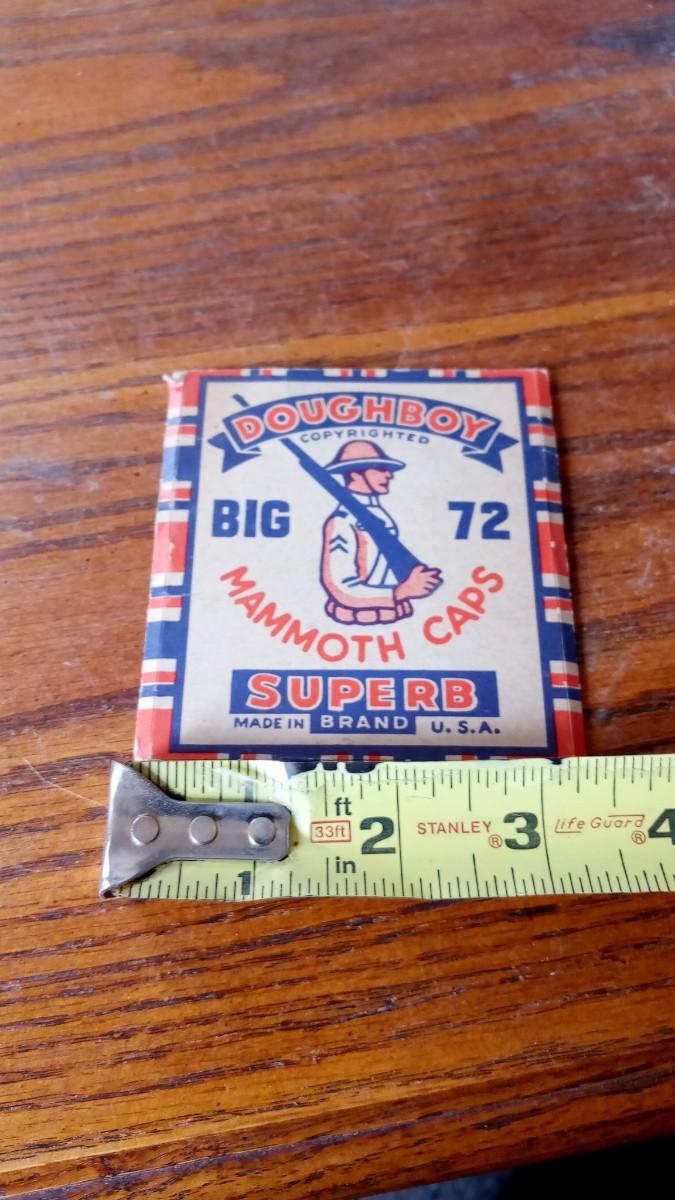 DOUGHBOY
COPYRIGHTED
BIG 72
MAMMOTH CAPS
SUPERB
MADE IN BRAND U.S.A.
ft
33ft 2 STANLEY® 3 Life Guard® 4
in
1